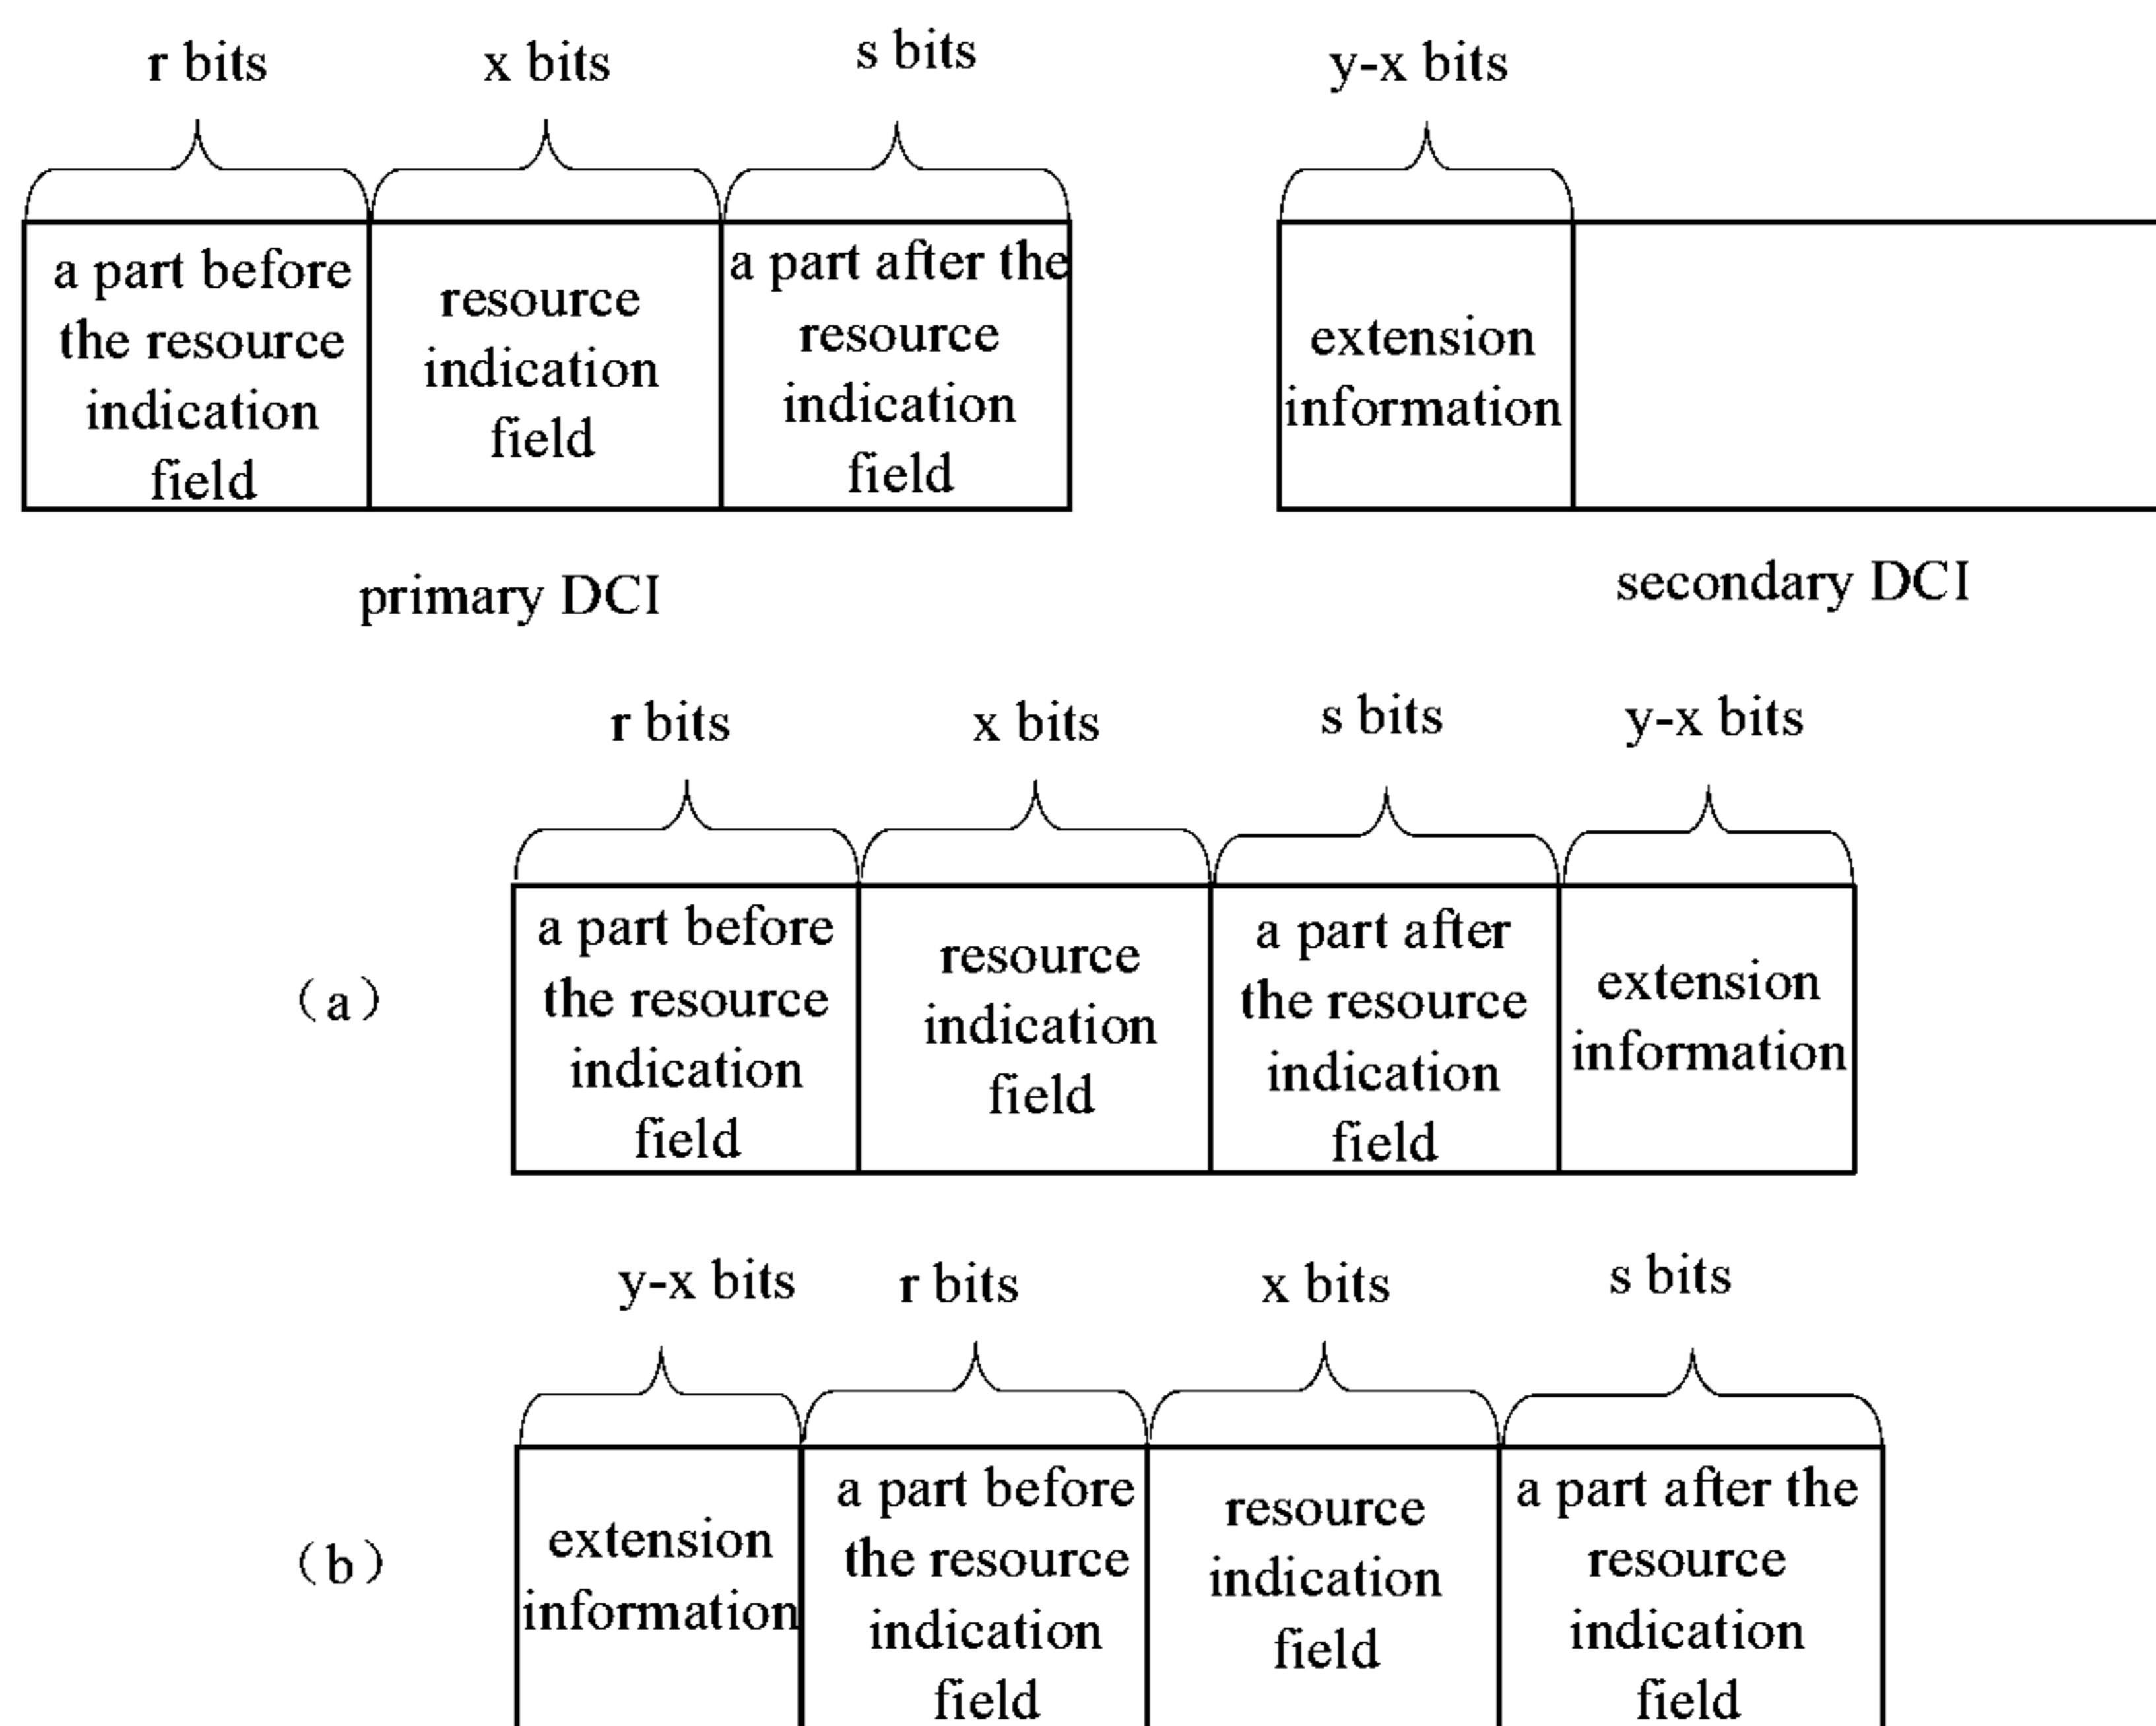 r bits
x bits
s bits
y-x bits
a part before
the resource
indication
field
resource
indication
field
a part after the
resource
indication
field
extension
information
primary DCI
secondary DCI
r bits
x bits
s bits
y-x bits
(a)
a part before
the resource
indication
field
resource
indication
field
a part after
the resource
indication
field
extension
information
y-x bits
r bits
x bits
s bits
(b)
extension
information
a part before
the resource
indication
field
resource
indication
field
a part after the
resource
indication
field